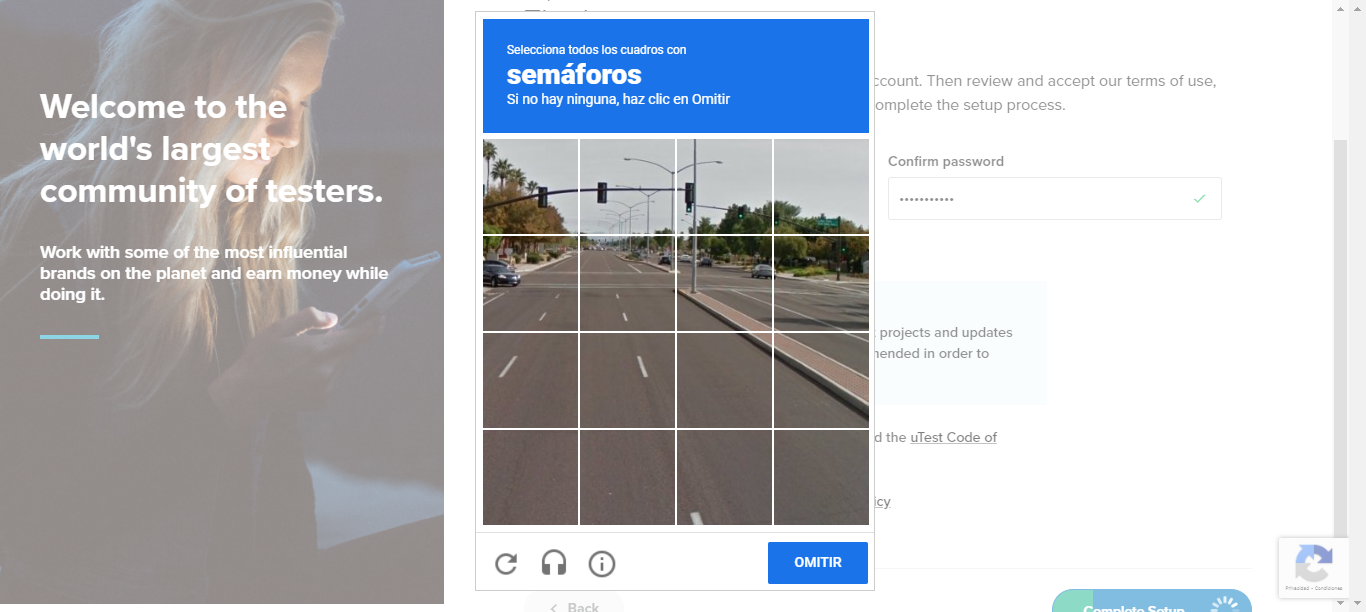 Welcome to the
world's largest
community of testers.
Work with some of the most influential
brands on the planet and earn money while
doing it.
Selecciona todos los cuadros con
semáforos
Si no hay ninguna, haz clic en Omitir
OMITIR
ccount. Then review and accept our terms of use,
omplete the setup process.
Confirm password
•••••••••••
projects and updates
nended in order to
d the uTest Code of
icy
Back
Complete Setup
Privacidad - Condiciones